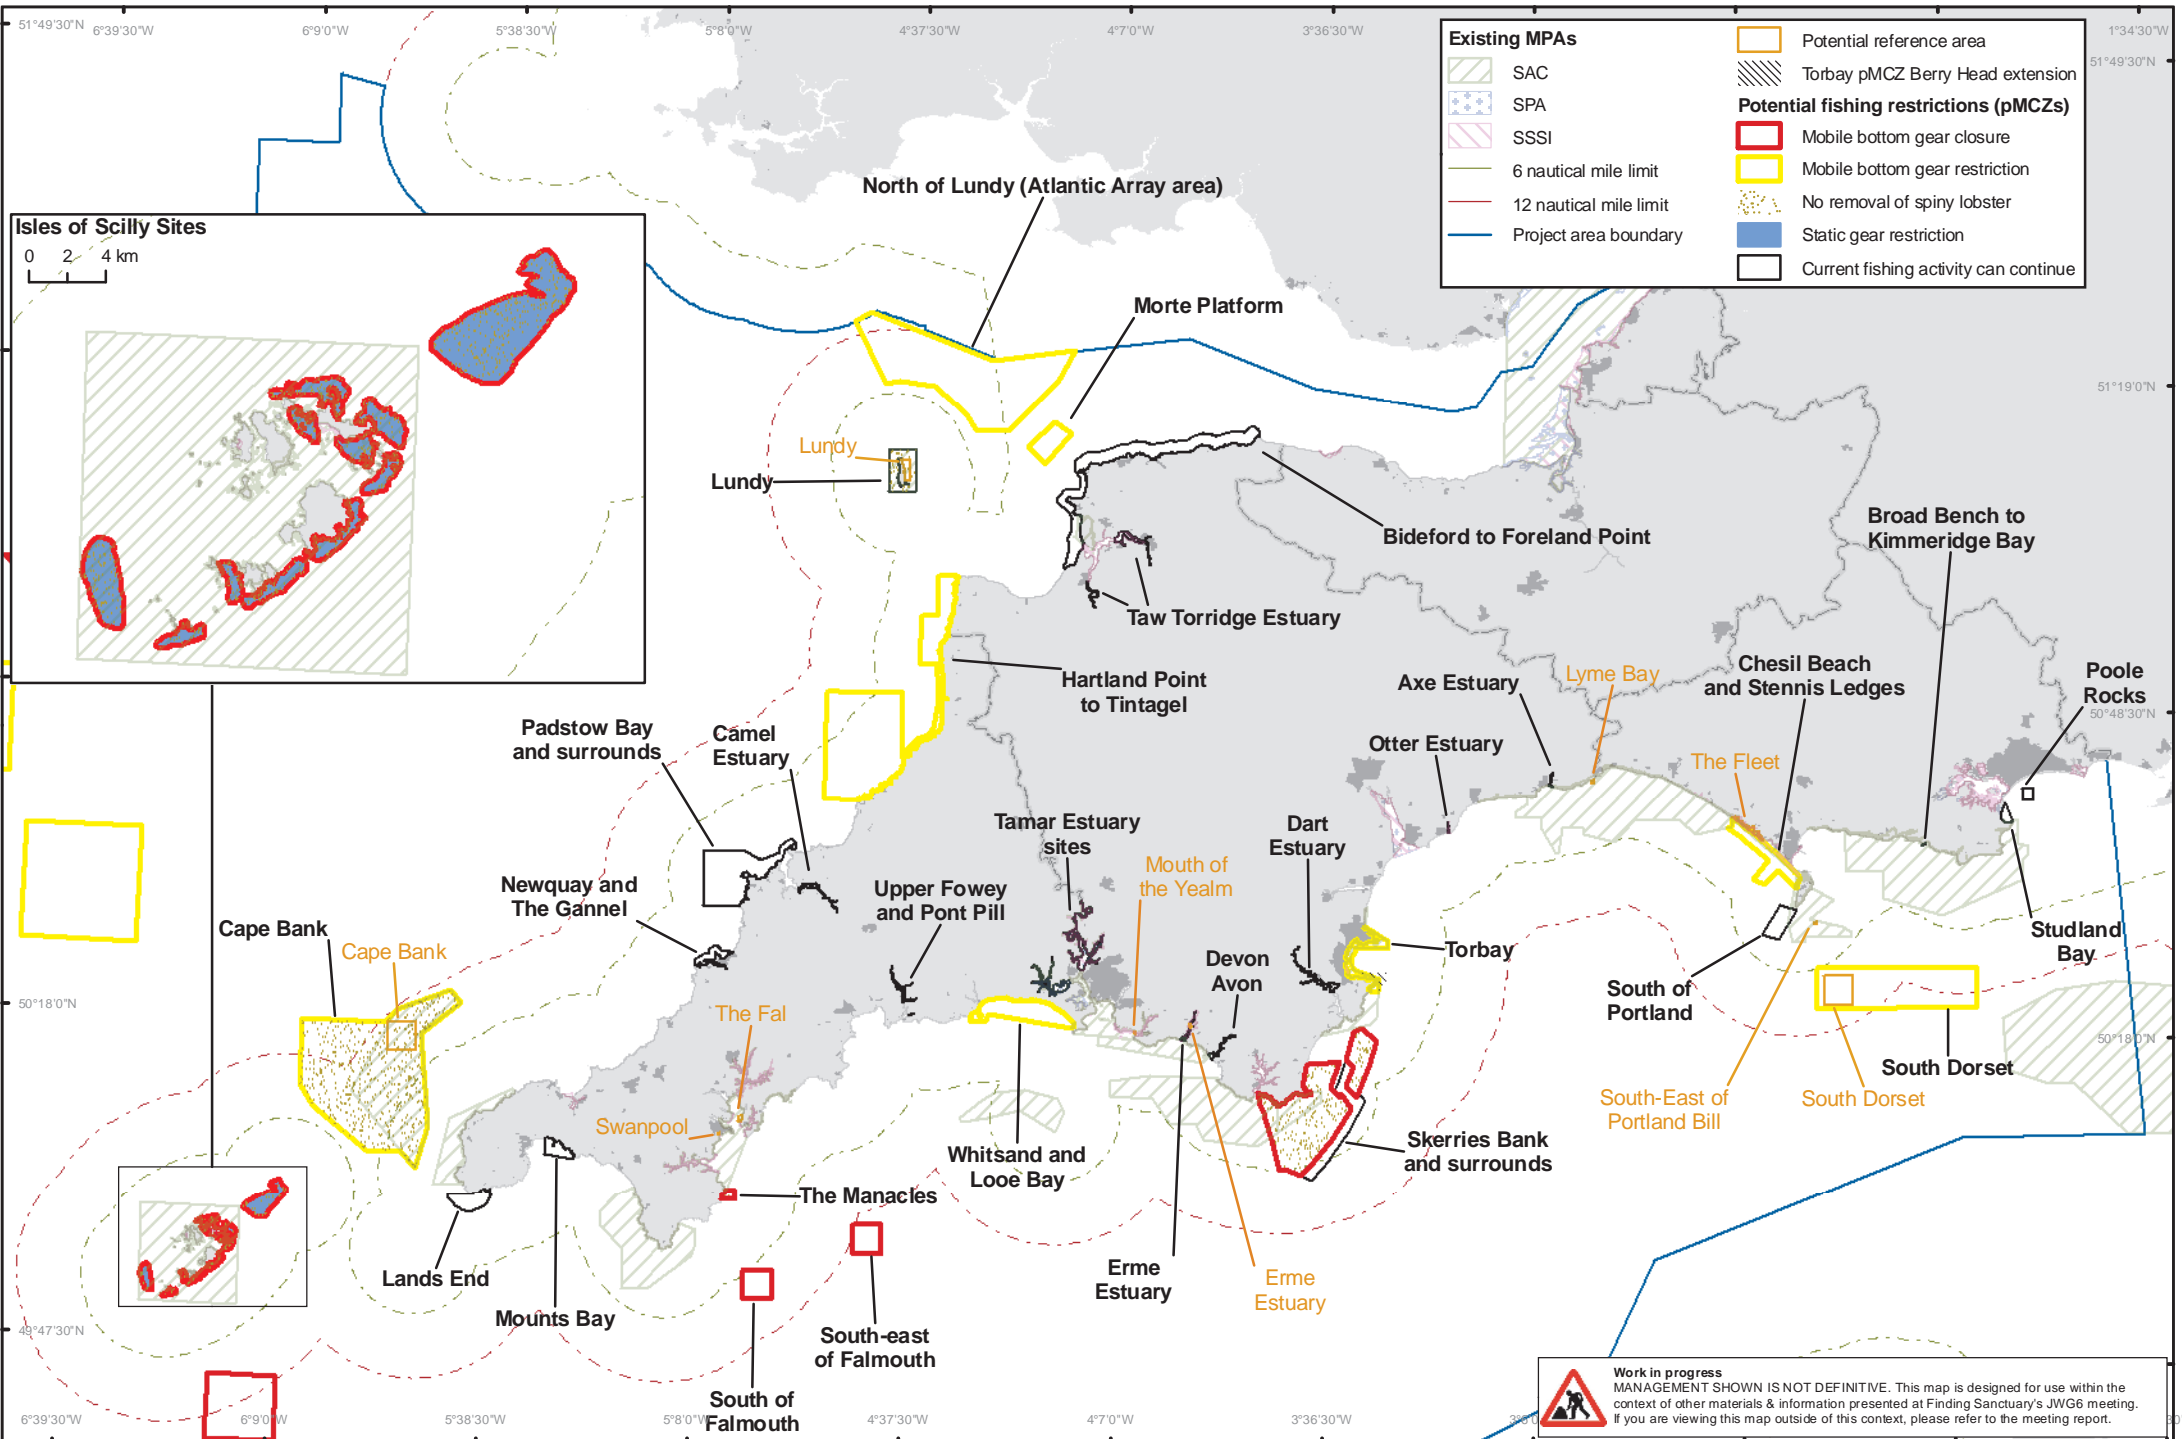 51°49'30"N
6°39'30"W
6°9'0"W
5°38'30"W
5°8'0"W
4°37'30"W
4°7'0"W
3°36'30"W
1°34'30"W
51°49'30"N
Existing MPAs
SAC
SPA
SSSI
6 nautical mile limit
12 nautical mile limit
Project area boundary
Potential reference area
Torbay pMCZ Berry Head extension
Potential fishing restrictions (pMCZs)
Mobile bottom gear closure
Mobile bottom gear restriction
No removal of spiny lobster
Static gear restriction
Current fishing activity can continue
Isles of Scilly Sites
0 2 4 km
North of Lundy (Atlantic Array area)
Morte Platform
51°19'0"N
Lundy
Lundy
Bideford to Foreland Point
Broad Bench to
Kimmeridge Bay
Taw Torridge Estuary
Hartland Point
to Tintagel
Axe Estuary
Lyme Bay
Chesil Beach
and Stennis Ledges
Poole
Rocks
50°48'30"N
Padstow Bay
and surrounds
Camel
Estuary
Otter Estuary
The Fleet
Tamar Estuary
sites
Dart
Estuary
Mouth of
the Yealm
Newquay and
The Gannel
Upper Fowey
and Pont Pill
Cape Bank
Cape Bank
Devon
Avon
Torbay
Studland
Bay
South of
Portland
50°18'0"N
The Fal
50°18'0"N
South Dorset
South-East of
Portland Bill
South Dorset
Swanpool
Whitsand and
Looe Bay
Skerries Bank
and surrounds
The Manacles
Lands End
Mounts Bay
Erme
Estuary
Erme
Estuary
49°47'30"N
South-east
of Falmouth
South of
Falmouth
Work in progress
MANAGEMENT SHOWN IS NOT DEFINITIVE. This map is designed for use within the
context of other materials & information presented at Finding Sanctuary's JWG6 meeting.
If you are viewing this map outside of this context, please refer to the meeting report.
6°39'30"W
6°9'0"W
5°38'30"W
5°8'0"W
4°37'30"W
4°7'0"W
3°36'30"W